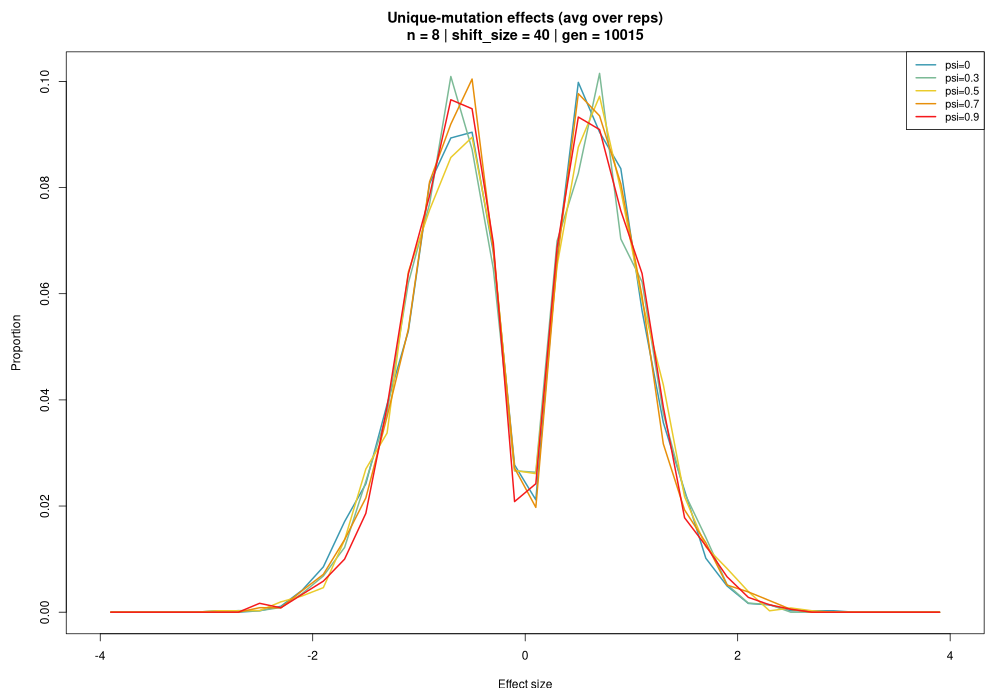 Unique-mutation effects (avg over reps)
n = 8 | shift_size = 40 | gen = 10015
psi=0
psi=0.3
psi=0.5
psi=0.7
psi=0.9
0.10
0.08
0.06
0.04
0.02
0.00
Proportion
-4
-2
0
2
4
Effect size